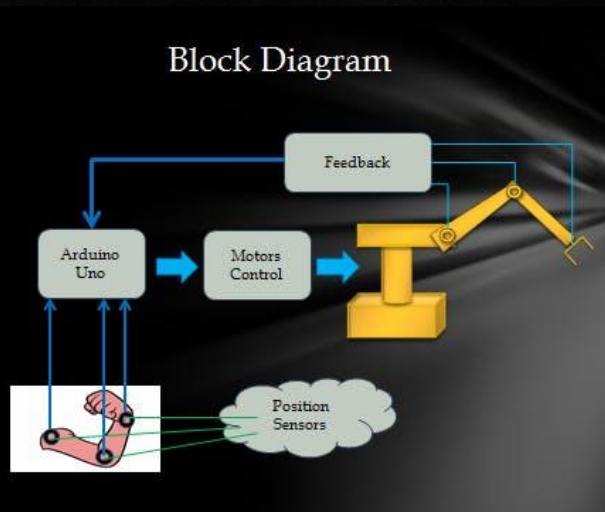 Block Diagram
Feedback
Arduino
Uno
Motors
Control
Position
Sensors